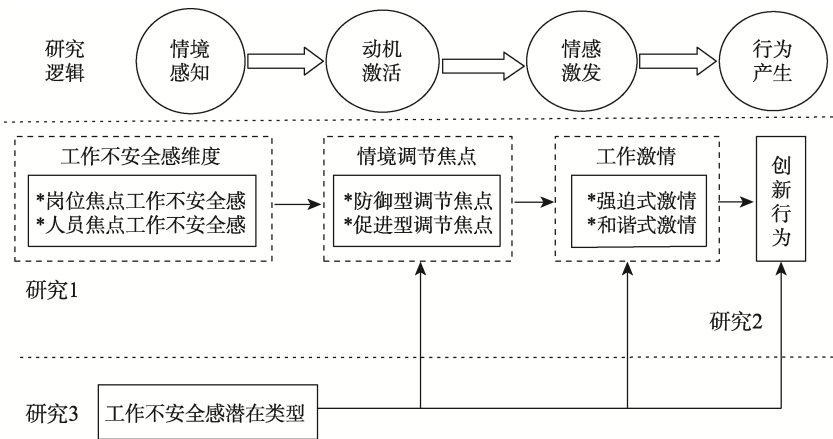 研究
逻辑
情境
感知
动机
激活
情感
激发
行为
产生
工作不安全感维度
*岗位焦点工作不安全感
*人员焦点工作不安全感
情境调节焦点
*防御型调节焦点
*促进型调节焦点
工作激情
*强迫式激情
*和谐式激情
创新行为
研究1
研究2
研究3
工作不安全感潜在类型